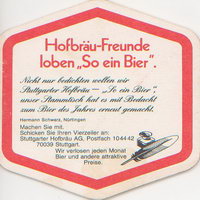 Hofbräu-Freunde
loben „So ein Bier".
Nicht nur bedichten wollen wir
Stuttgarter Hofbräu — „So ein Bier"
unser Stammtisch hat es mit Bedacht
zum Bier des Jahres erneut gemacht.
Hermann Schwarz, Nürtingen
Machen Sie mit.
Schicken Sie Ihren Vierzeiler an:
Stuttgarter Hofbräu AG, Postfach 104442
70039 Stuttgart.
Wir verlosen jeden Monat
Bier und andere attraktive
Preise.